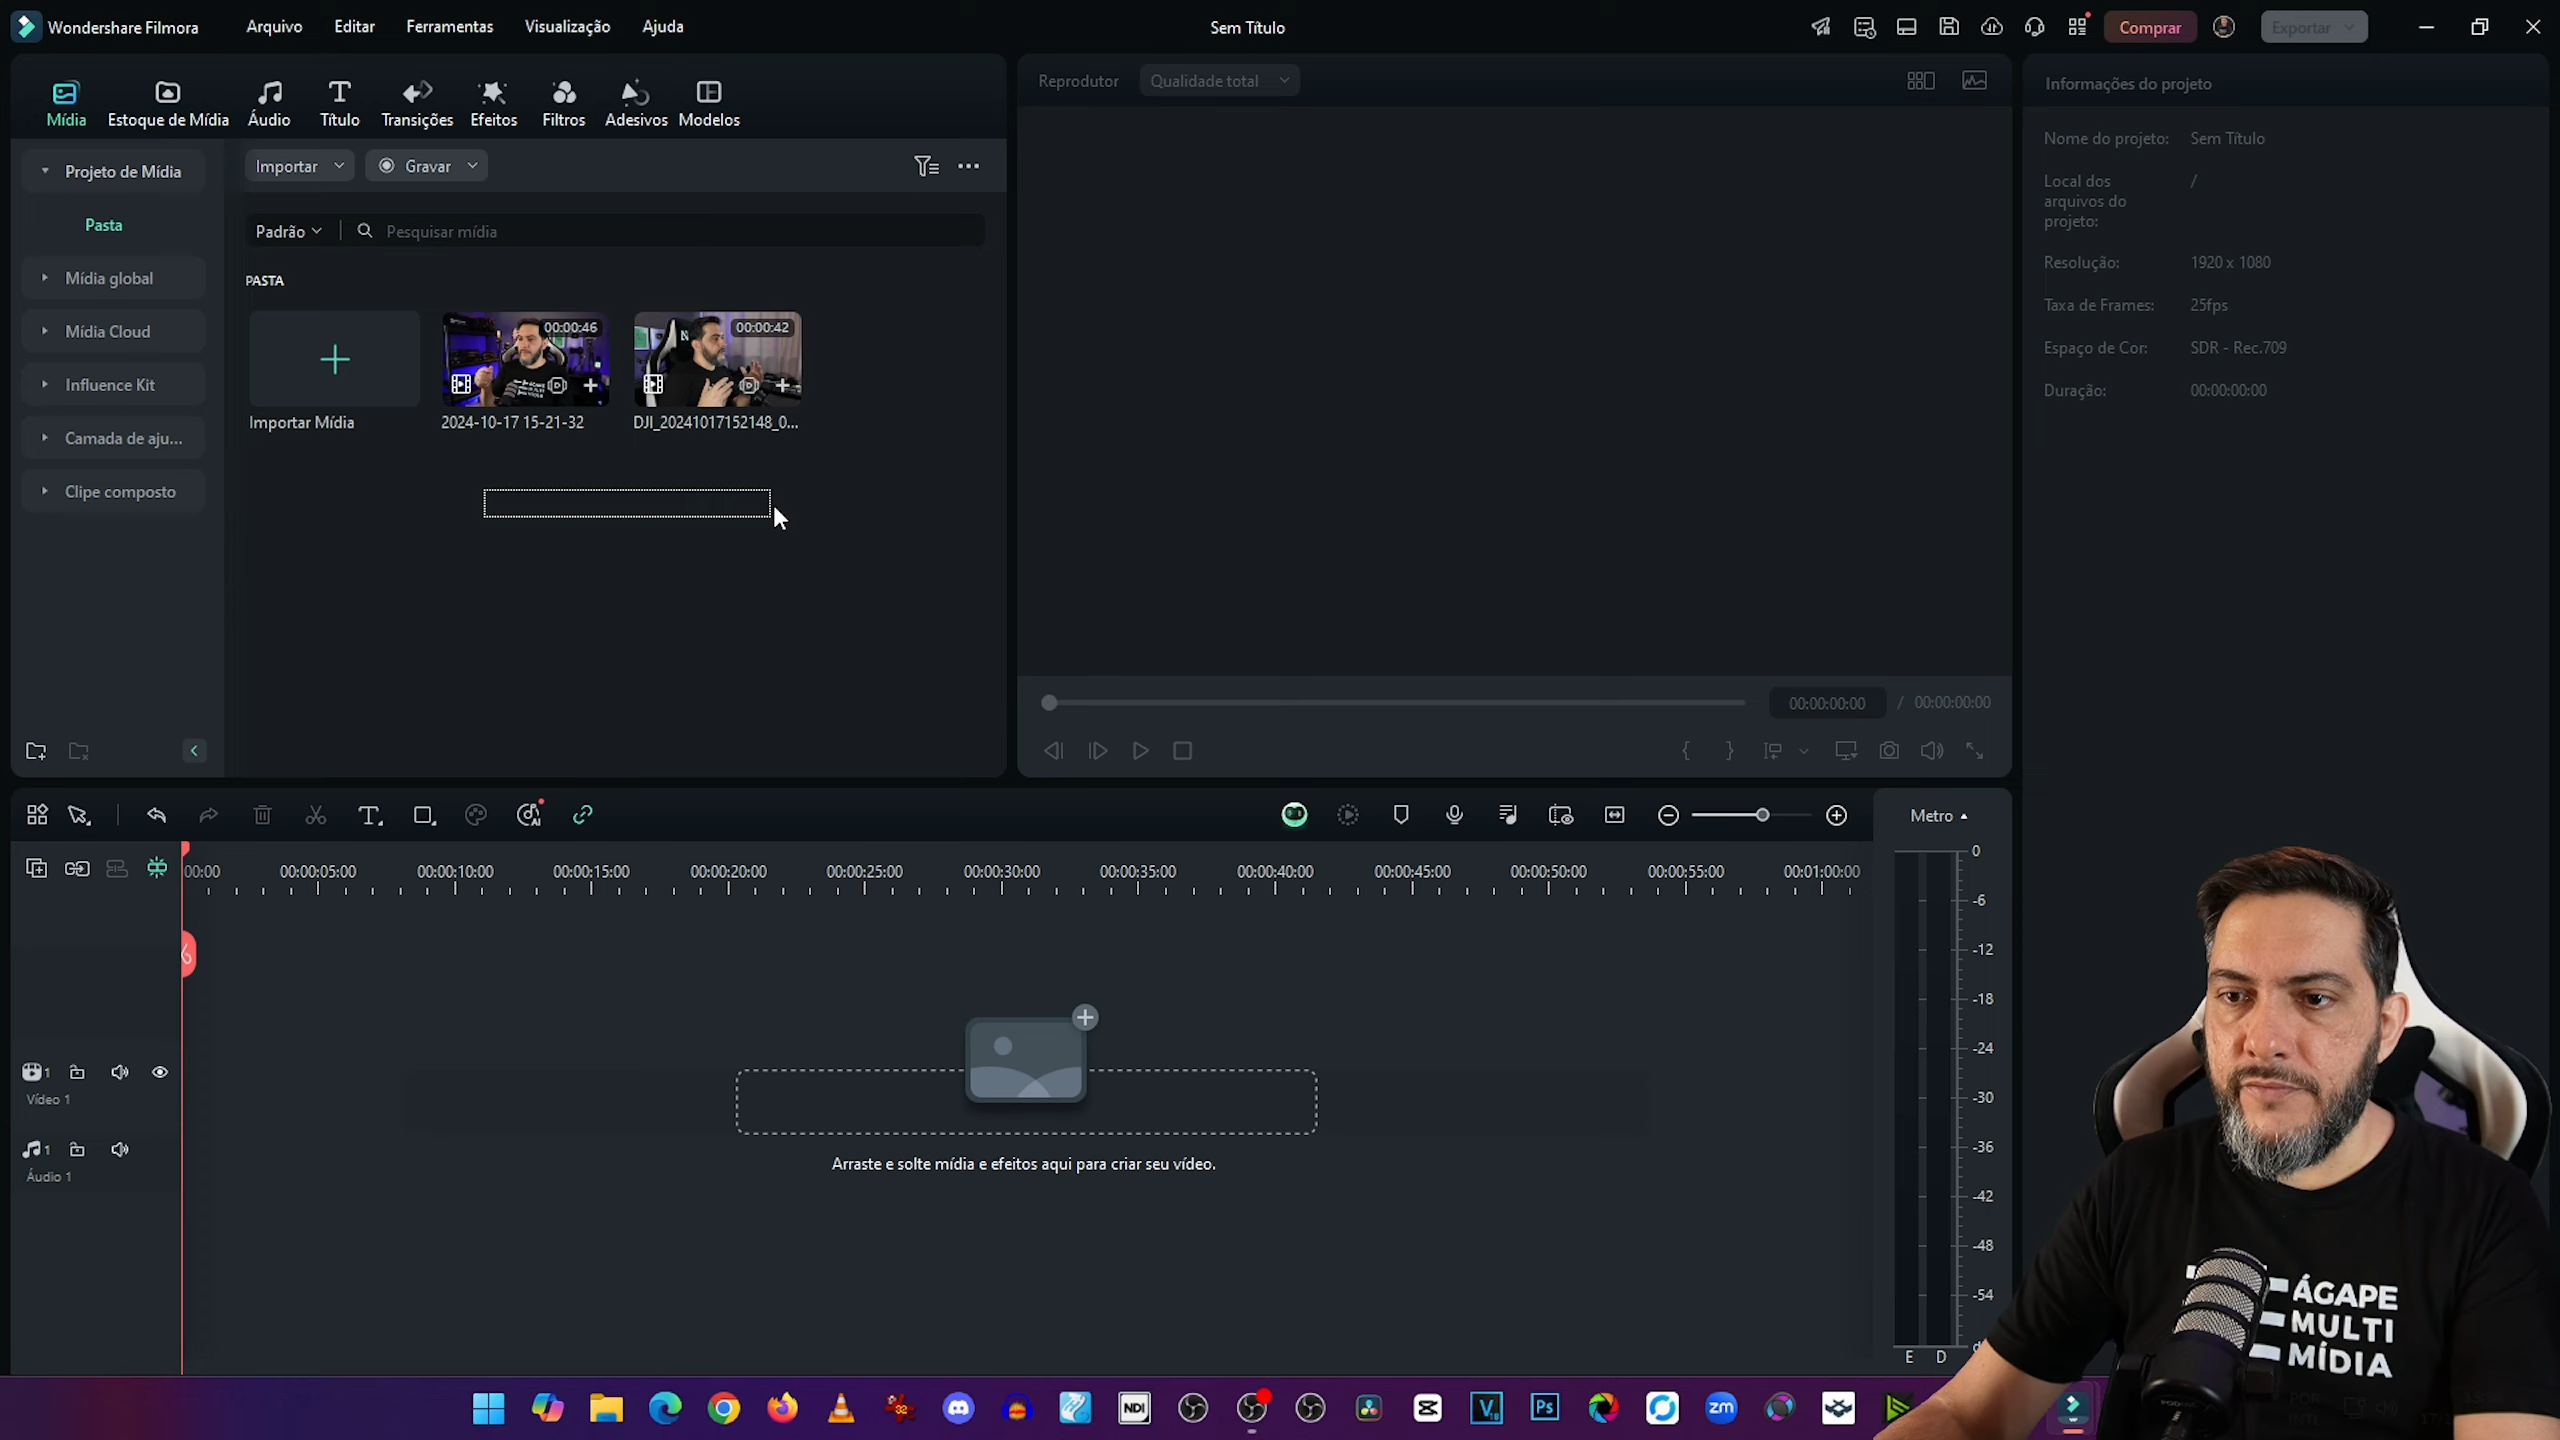 Wondershare Filmora
Arquivo
Editar
Ferramentas
Visualização
Ajuda
Sem Título
Comprar
Exportar
Mídia
Estoque de Mídia
Áudio
Título
Transições
Efeitos
Filtros
Adesivos
Modelos
Reprodutor
Qualidade total
Informações do projeto
Projeto de Mídia
Pasta
Mídia global
Mídia Cloud
Influence Kit
Camada de aju...
Clipe composto
Importar
Gravar
Padrão
Pesquisar mídia
PASTA
00:00:46
00:00:42
Importar Mídia
2024-10-17 15-21-32
DJI_20241017152148_0...
Nome do projeto: Sem Título
Local dos
arquivos do
projeto:
/
Resolução: 1920 x 1080
Taxa de Frames: 25fps
Espaço de Cor: SDR - Rec.709
Duração: 00:00:00:00
00:00:00:00 / 00:00:00:00
Metro
00:00
00:00:05:00
00:00:10:00
00:00:15:00
00:00:20:00
00:00:25:00
00:00:30:00
00:00:35:00
00:00:40:00
00:00:45:00
00:00:50:00
00:00:55:00
00:01:00:00
0
-6
-12
-18
-24
-30
-36
-42
-48
-54
E D
1
Vídeo 1
1
Áudio 1
Arraste e solte mídia e efeitos aqui para criar seu vídeo.
ÁGAPE
MULTI
MÍDIA
NDI
Ps
zm